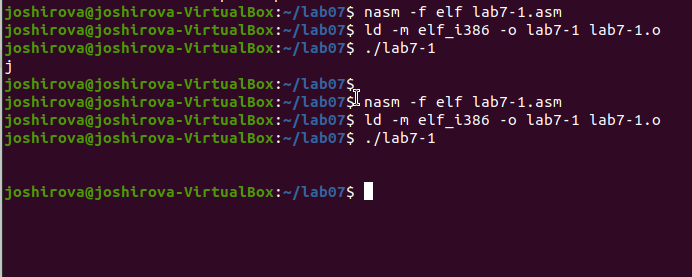 joshirova@joshirova-VirtualBox:~/lab07$ nasm -f elf lab7-1.asm
joshirova@joshirova-VirtualBox:~/lab07$ ld -m elf_i386 -o lab7-1 lab7-1.o
joshirova@joshirova-VirtualBox:~/lab07$ ./lab7-1
j
joshirova@joshirova-VirtualBox:~/lab07$
joshirova@joshirova-VirtualBox:~/lab07$ nasm -f elf lab7-1.asm
joshirova@joshirova-VirtualBox:~/lab07$ ld -m elf_i386 -o lab7-1 lab7-1.o
joshirova@joshirova-VirtualBox:~/lab07$ ./lab7-1
joshirova@joshirova-VirtualBox:~/lab07$